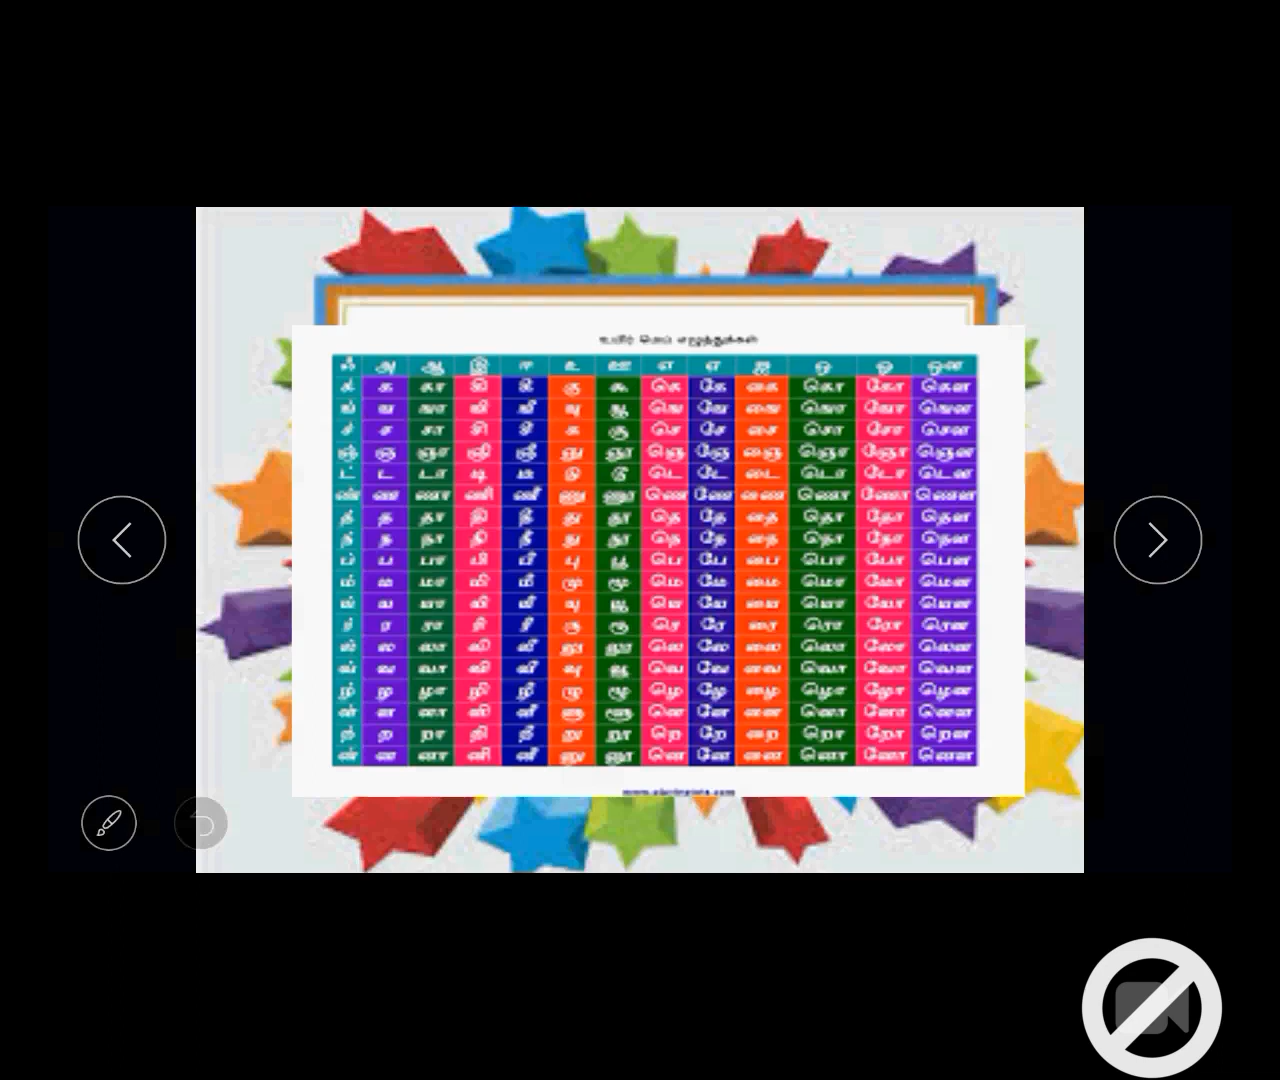 உயிர் மெய் எழுத்துக்கள்
ஃ அ ஆ இ ஈ உ ஊ எ ஏ ஐ ஒ ஓ ஔ
க் க கா கி கீ கு கூ கெ கே கை கொ கோ கௌ
ங் ங ஙா ஙி ஙீ ஙு ஙூ ஙெ ஙே ஙை ஙொ ஙோ ஙௌ
ச் ச சா சி சீ சு சூ செ சே சை சொ சோ சௌ
ஞ் ஞ ஞா ஞி ஞீ ஞு ஞூ ஞெ ஞே ஞை ஞொ ஞோ ஞௌ
ட் ட டா டி டீ டு டூ டெ டே டை டொ டோ டௌ
ண் ண ணா ணி ணீ ணு ணூ ணெ ணே ணை ணொ ணோ ணௌ
த் த தா தி தீ து தூ தெ தே தை தொ தோ தௌ
ந் ந நா நி நீ நு நூ நெ நே நை நொ நோ நௌ
ப் ப பா பி பீ பு பூ பெ பே பை பொ போ பௌ
ம் ம மா மி மீ மு மூ மெ மே மை மொ மோ மௌ
ய் ய யா யி யீ யு யூ யெ யே யை யொ யோ யௌ
ர் ர ரா ரி ரீ ரு ரூ ரெ ரே ரை ரொ ரோ ரௌ
ல் ல லா லி லீ லு லூ லெ லே லை லொ லோ லௌ
வ் வ வா வி வீ வு வூ வெ வே வை வொ வோ வௌ
ழ் ழ ழா ழி ழீ ழு ழூ ழெ ழே ழை ழொ ழோ ழௌ
ள் ள ளா ளி ளீ ளு ளூ ளெ ளே ளை ளொ ளோ ளௌ
ற் ற றா றி றீ று றூ றெ றே றை றொ றோ றௌ
ன் ன னா னி னீ னு னூ னெ னே னை னொ னோ னௌ